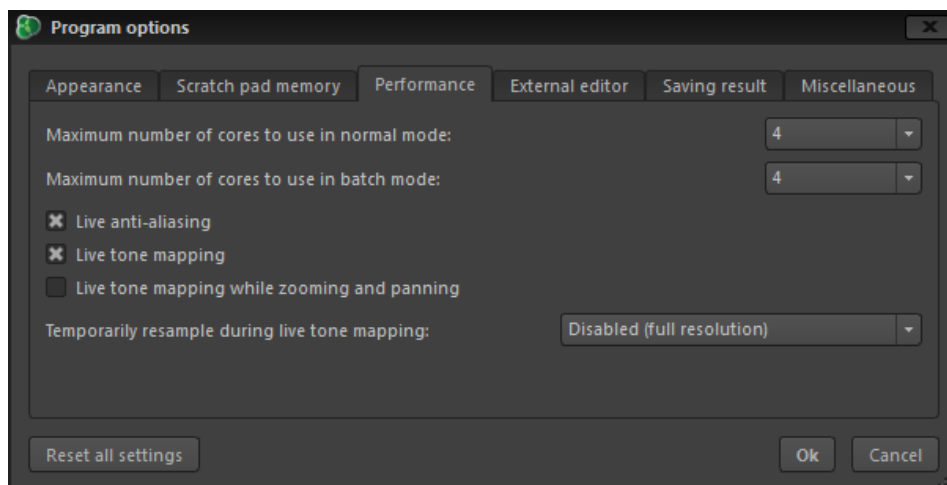 Program options
Appearance Scratch pad memory Performance External editor Saving result Miscellaneous
Maximum number of cores to use in normal mode: 4
Maximum number of cores to use in batch mode: 4
Live anti-aliasing
Live tone mapping
Live tone mapping while zooming and panning
Temporarily resample during live tone mapping: Disabled (full resolution)
Reset all settings Ok Cancel